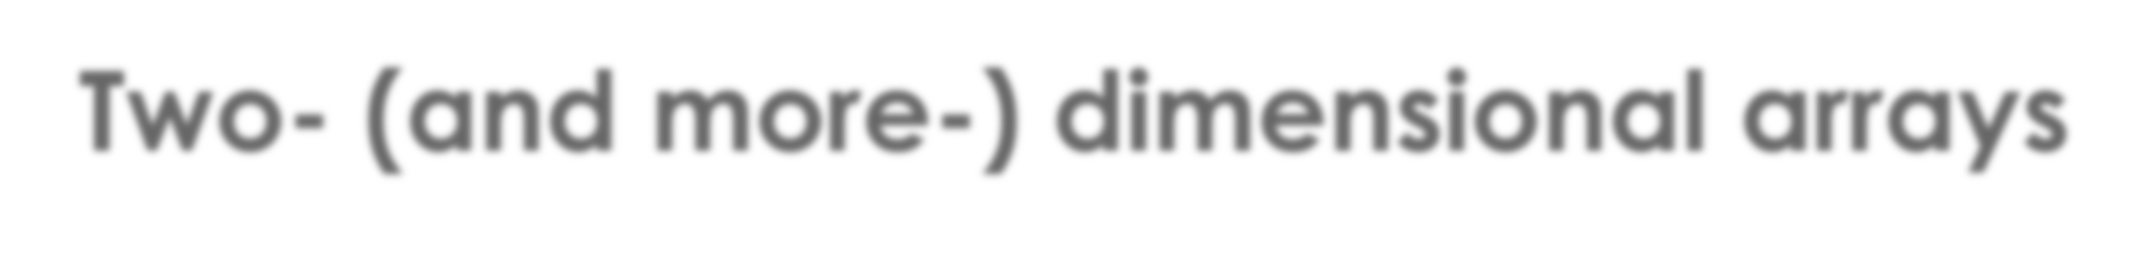 Two- (and more-) dimensional arrays